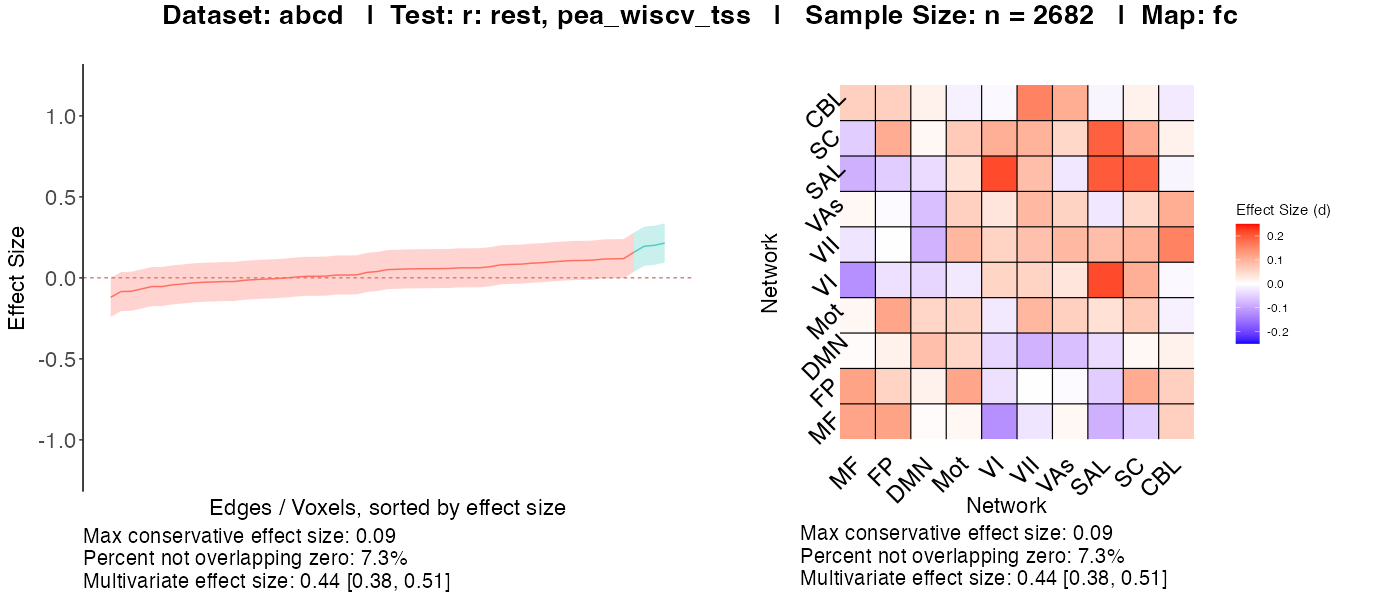 Dataset: abcd | Test: r: rest, pea_wiscv_tss | Sample Size: n = 2682 | Map: fc
Effect Size
1.0
0.5
0.0
-0.5
-1.0
Edges / Voxels, sorted by effect size
Max conservative effect size: 0.09
Percent not overlapping zero: 7.3%
Multivariate effect size: 0.44 [0.38, 0.51]
Network
CBL
SC
SAL
VAs
VII
VI
Mot
DMN
FP
MF
MF FP DMN Mot VI VII VAs SAL SC CBL
Network
Max conservative effect size: 0.09
Percent not overlapping zero: 7.3%
Multivariate effect size: 0.44 [0.38, 0.51]
Effect Size (d)
0.2
0.1
0.0
-0.1
-0.2